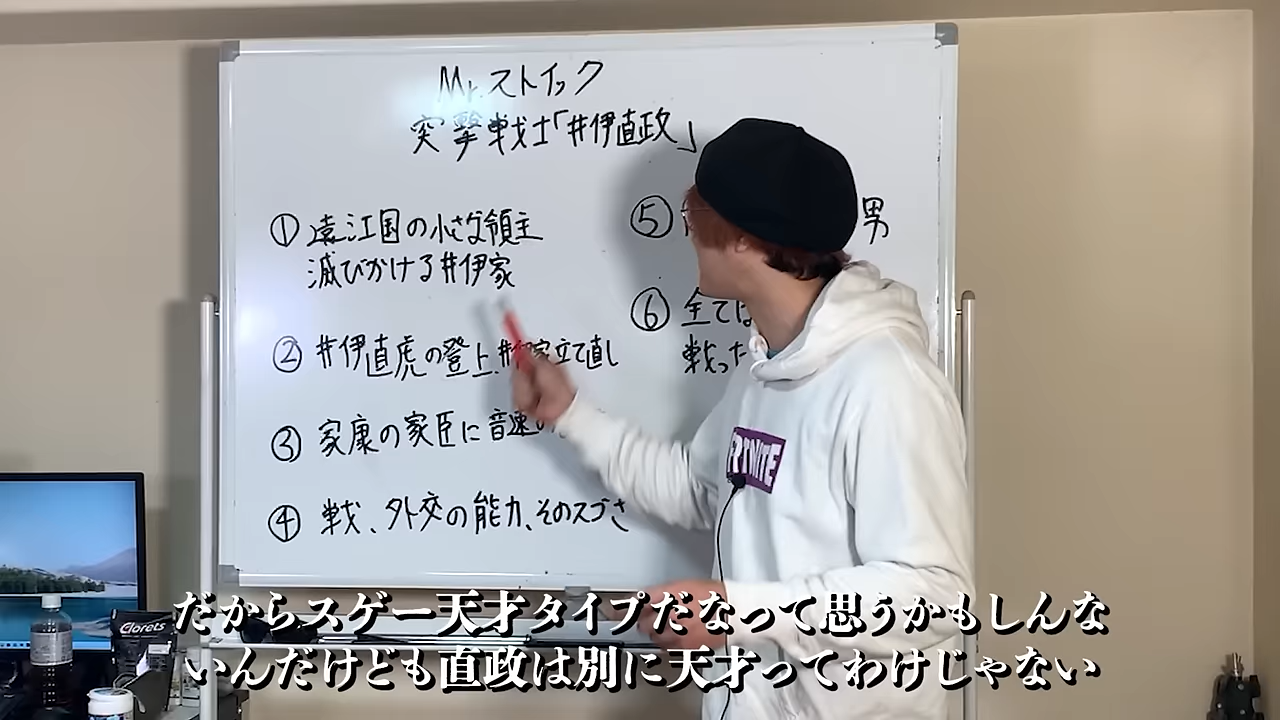 Mr.ストイック
突撃戦士「井伊直政」
① 遠江国の小さな領主
滅びかける井伊家
② 井伊直虎の登上、井伊家立て直し
③ 家康の家臣に音速の
④ 戦、外交の能力、そのスゴさ
⑤ 男
⑥ 全ては
戦った
Clorets
だからスゲー天才タイプだなって思うかもしんな
いんだけども直政は別に天才ってわけじゃない